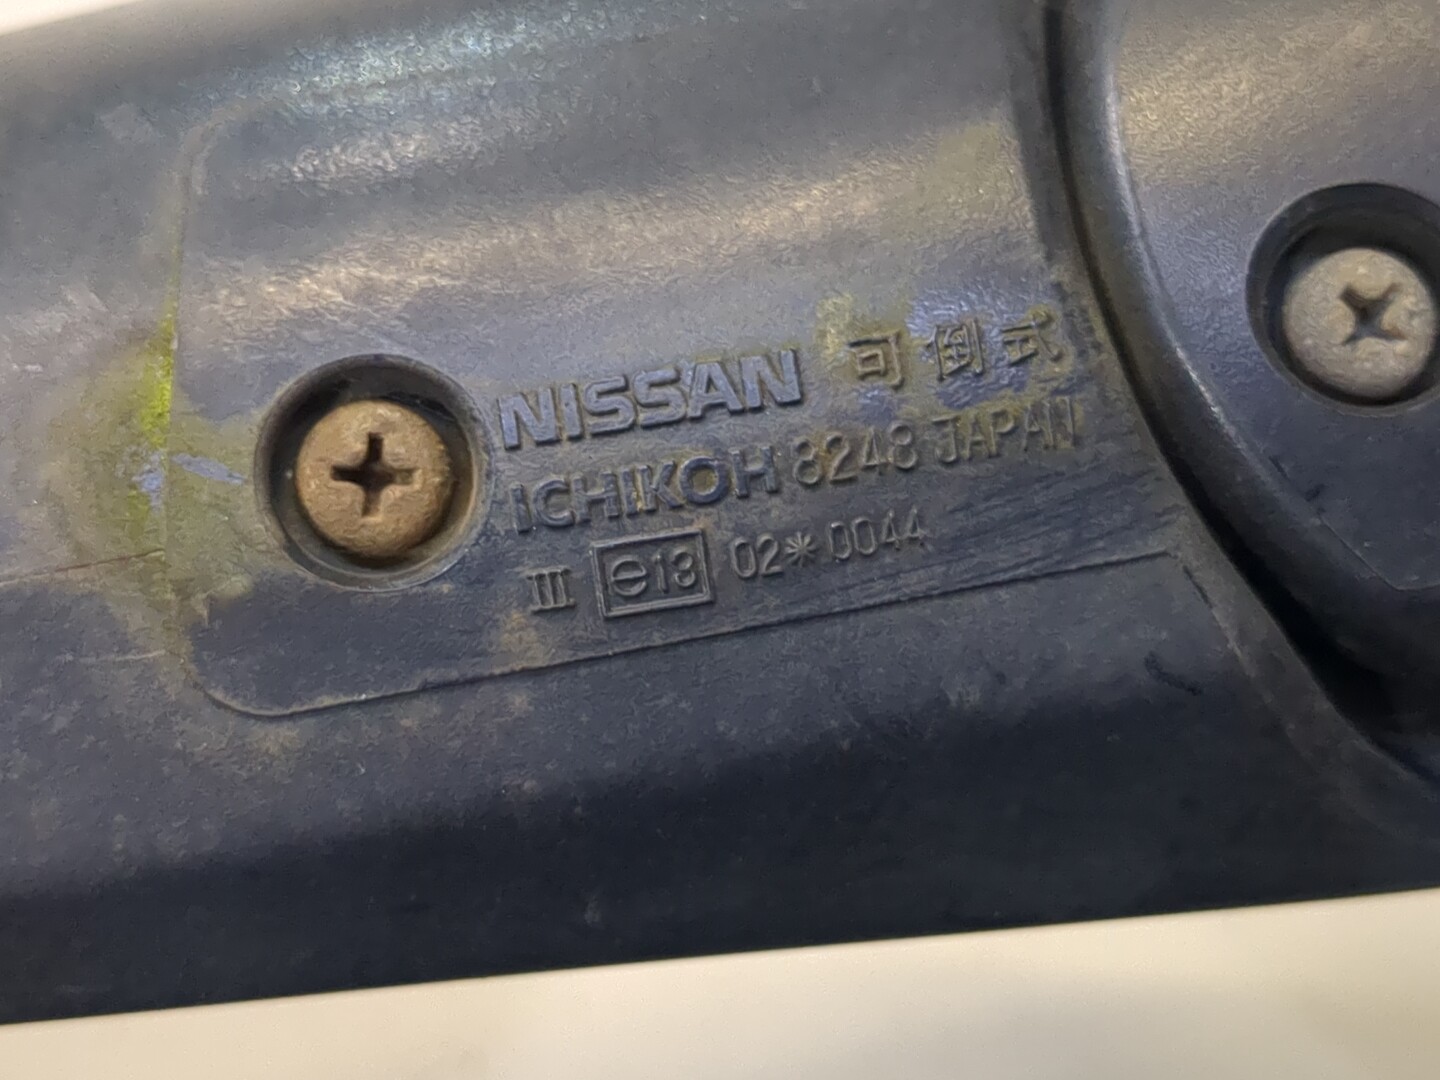 NISSAN 可倒式
ICHIKOH 8248 JAPAN
III e13 02*0044